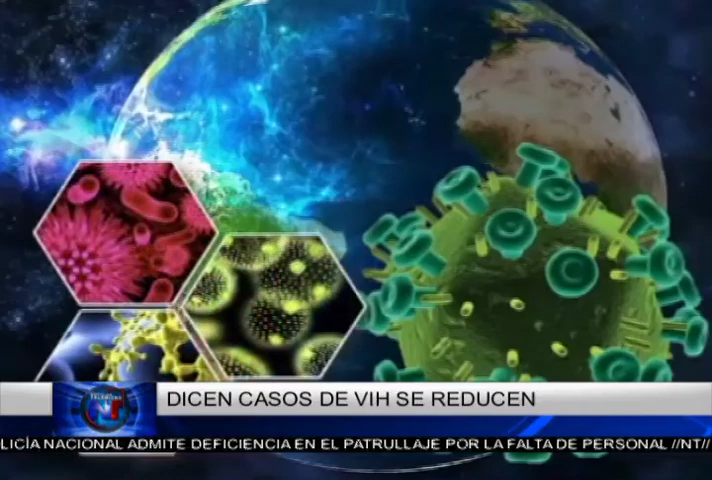 DICEN CASOS DE VIH SE REDUCEN
NT
LICÍA NACIONAL ADMITE DEFICIENCIA EN EL PATRULLAJE POR LA FALTA DE PERSONAL //NT//